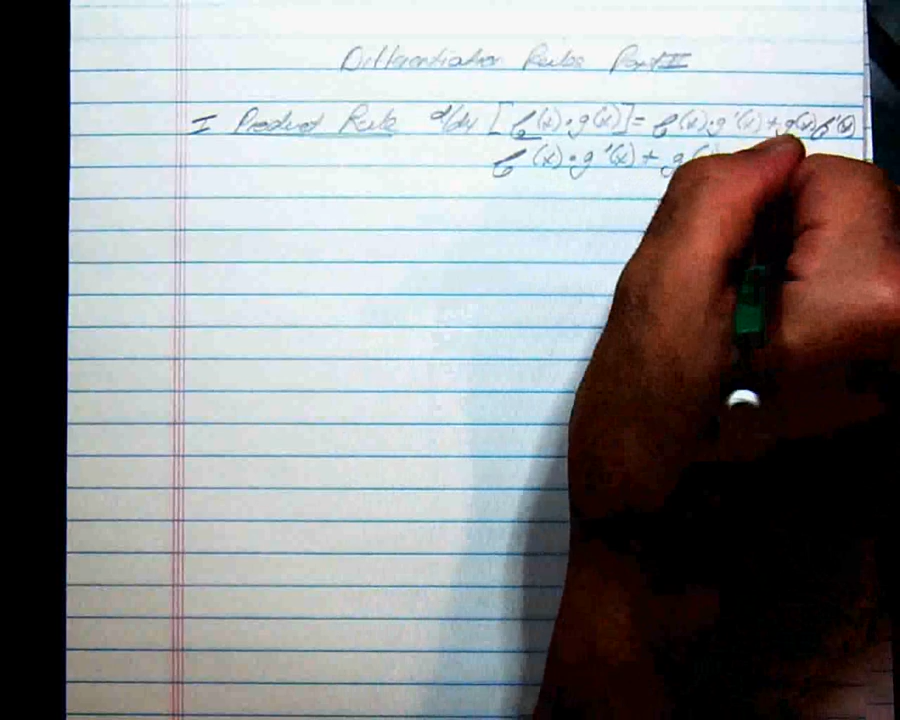 Differentiation Rules Part II
I Product Rule d/dx [f(x)·g(x)] = f(x)·g'(x)+g(x)f'(x)
f(x)·g'(x) + g(